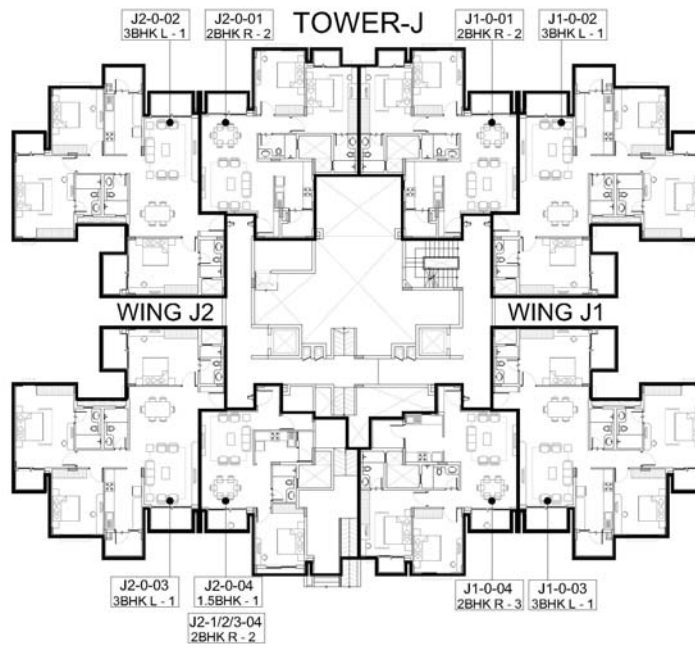 TOWER-J
J2-0-02
3BHK L - 1
J2-0-01
2BHK R - 2
J1-0-01
2BHK R - 2
J1-0-02
3BHK L - 1
WING J2
WING J1
J2-0-03
3BHK L - 1
J2-0-04
1.5BHK - 1
J2-1/2/3-04
2BHK R - 2
J1-0-04
2BHK R - 3
J1-0-03
3BHK L - 1